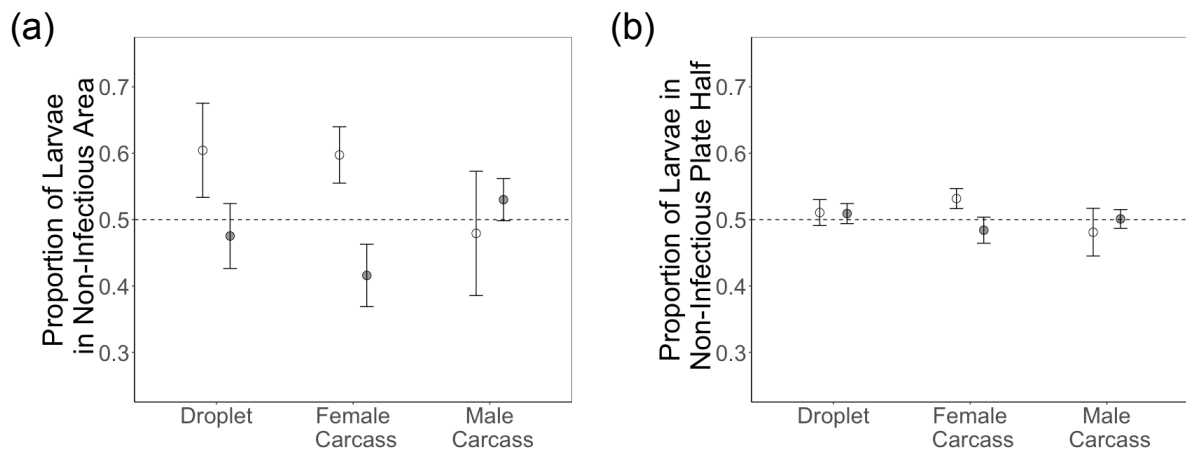 (a)
Proportion of Larvae
in Non-Infectious Area
0.7
0.6
0.5
0.4
0.3
Droplet
Female
Carcass
Male
Carcass
(b)
Proportion of Larvae in
Non-Infectious Plate Half
0.7
0.6
0.5
0.4
0.3
Droplet
Female
Carcass
Male
Carcass